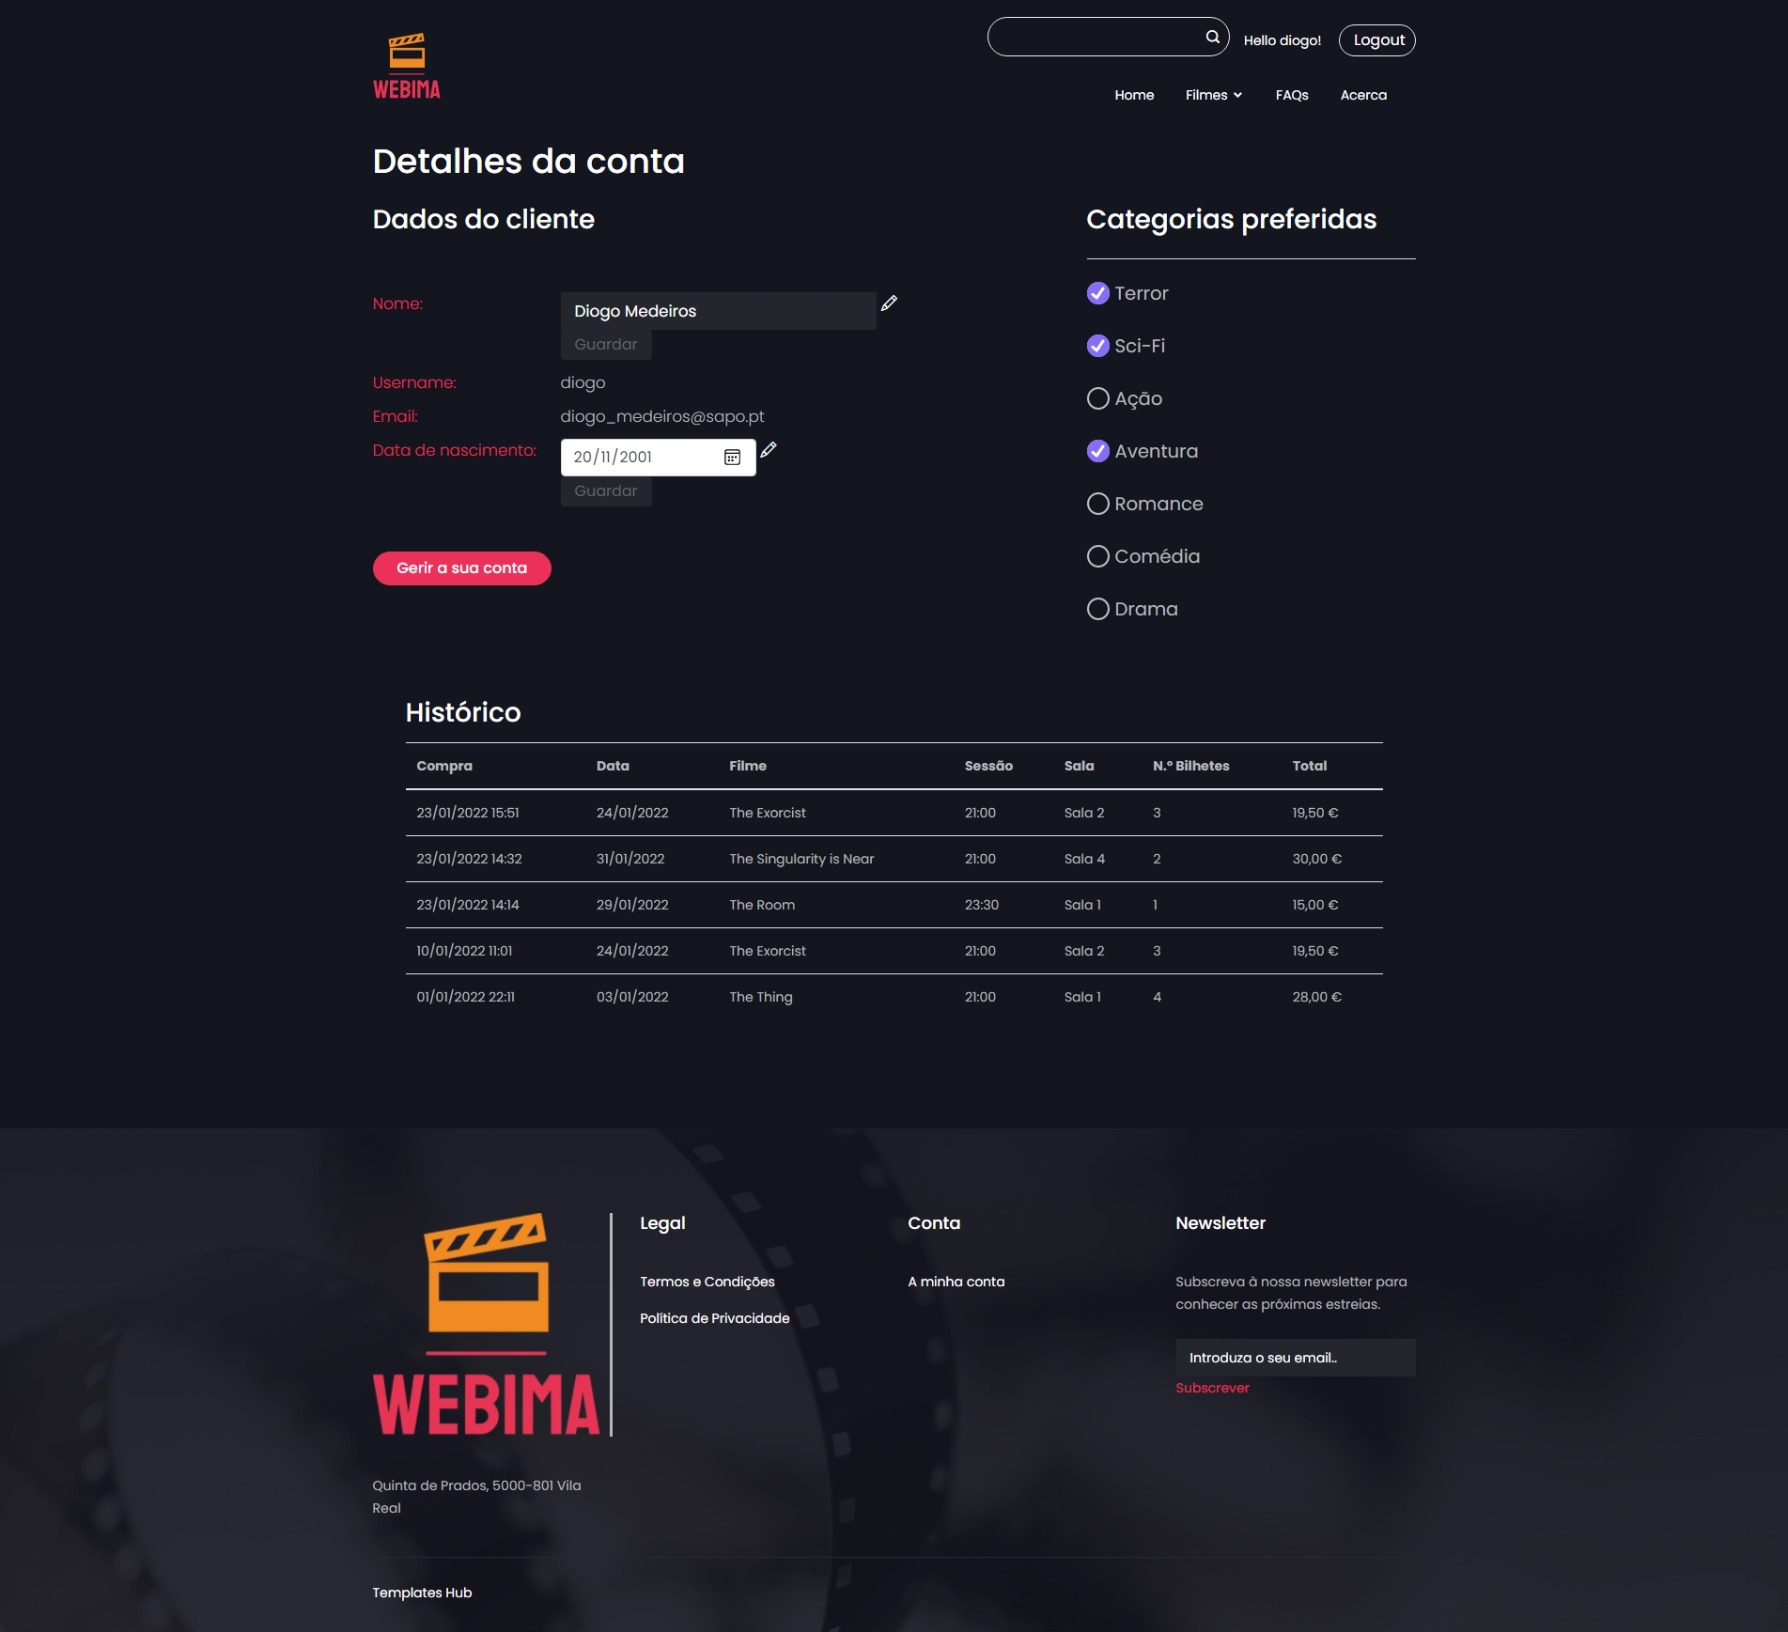 WEBIMA
Hello diogo!
Logout
Home Filmes FAQs Acerca
Detalhes da conta
Dados do cliente
Nome: Diogo Medeiros
Guardar
Username: diogo
Email: diogo_medeiros@sapo.pt
Data de nascimento: 20/11/2001
Guardar
Gerir a sua conta
Categorias preferidas
Terror
Sci-Fi
Ação
Aventura
Romance
Comédia
Drama
Histórico
Compra Data Filme Sessão Sala N.º Bilhetes Total
23/01/2022 15:51 24/01/2022 The Exorcist 21:00 Sala 2 3 19,50 €
23/01/2022 14:32 31/01/2022 The Singularity is Near 21:00 Sala 4 2 30,00 €
23/01/2022 14:14 29/01/2022 The Room 23:30 Sala 1 1 15,00 €
10/01/2022 11:01 24/01/2022 The Exorcist 21:00 Sala 2 3 19,50 €
01/01/2022 22:11 03/01/2022 The Thing 21:00 Sala 1 4 28,00 €
WEBIMA
Quinta de Prados, 5000-801 Vila
Real
Legal
Termos e Condições
Política de Privacidade
Conta
A minha conta
Newsletter
Subscreva à nossa newsletter para
conhecer as próximas estreias.
Introduza o seu email..
Subscrever
Templates Hub